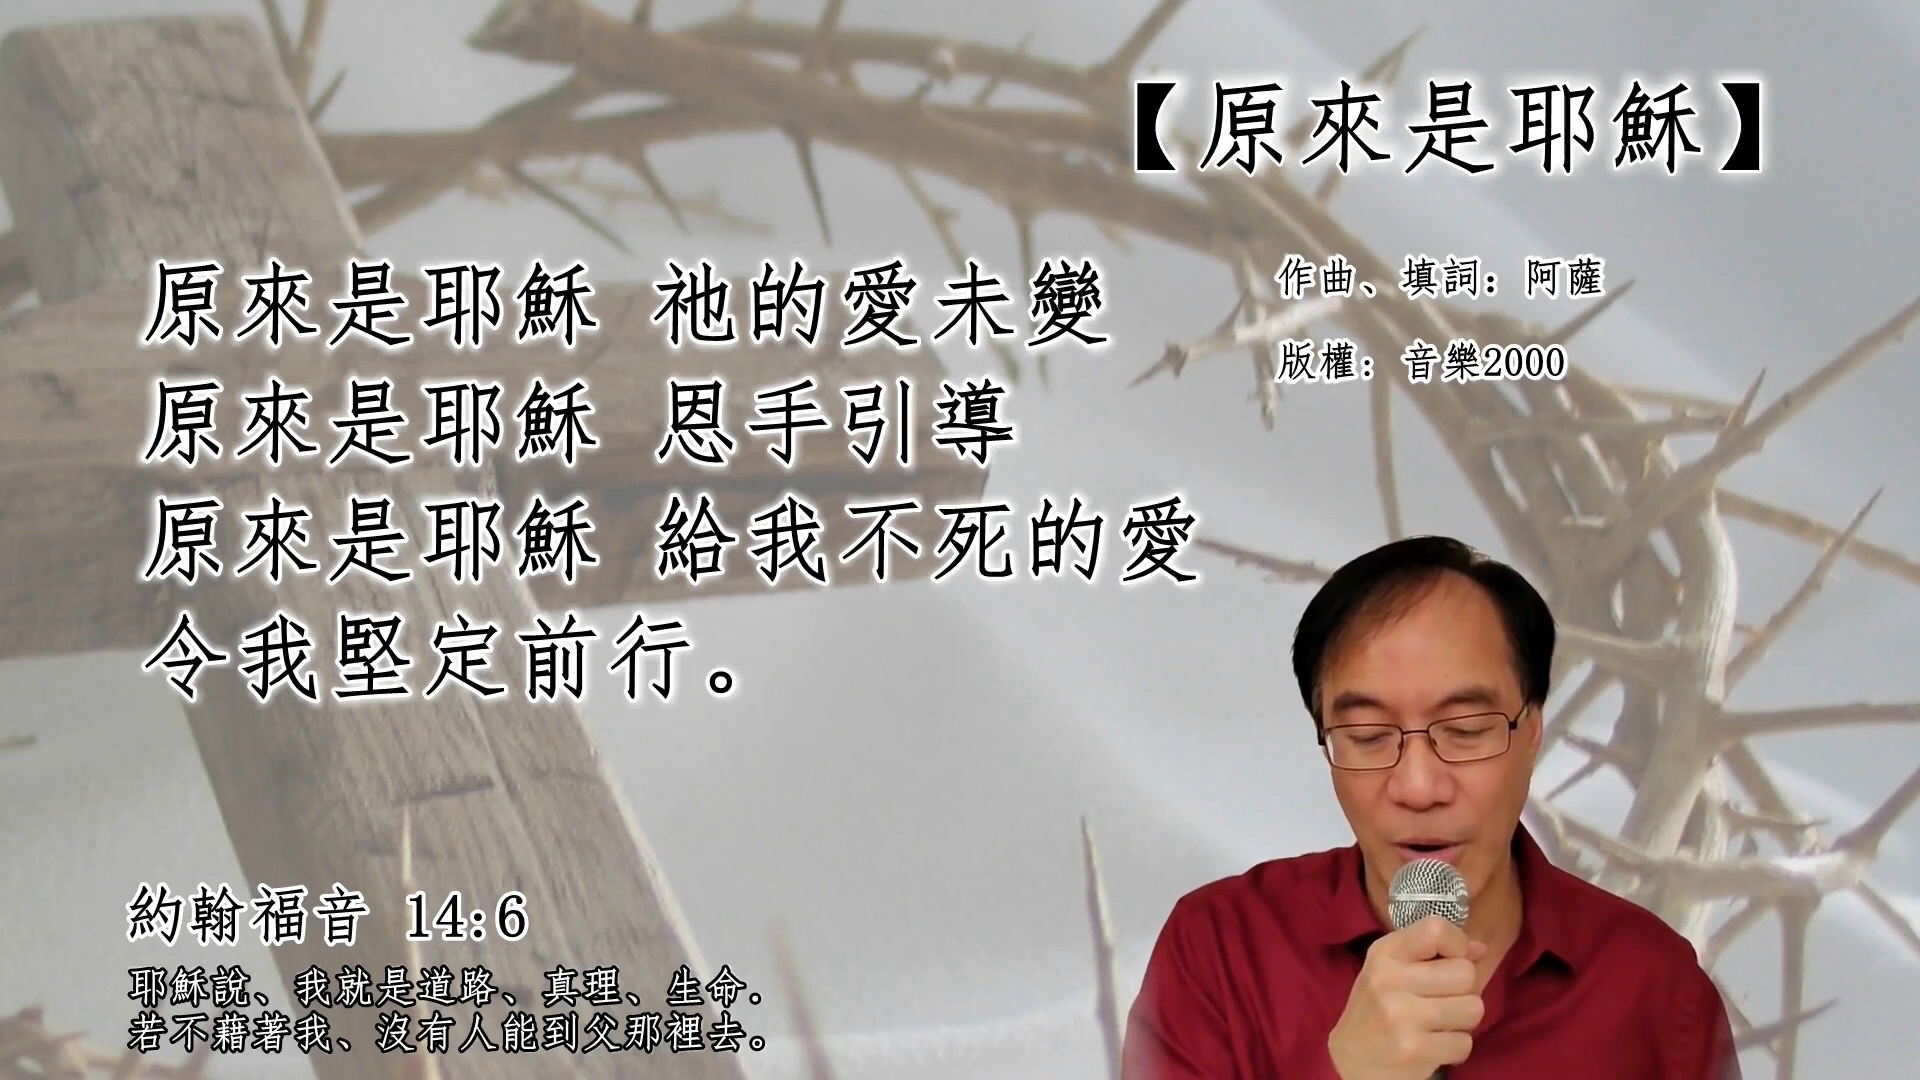 【原來是耶穌】
作曲、填詞：阿薩
版權：音樂2000
原來是耶穌 祂的愛未變
原來是耶穌 恩手引導
原來是耶穌 給我不死的愛
令我堅定前行。
約翰福音 14:6
耶穌說、我就是道路、真理、生命．
若不藉著我、沒有人能到父那裡去。